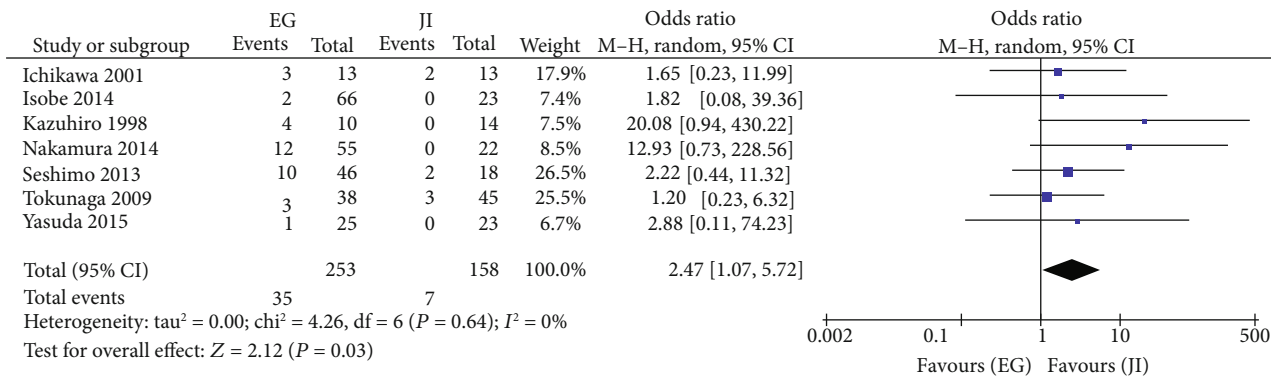 EG JI Odds ratio Odds ratio
Study or subgroup Events Total Events Total Weight M–H, random, 95% CI M–H, random, 95% CI
Ichikawa 2001 3 13 2 13 17.9% 1.65 [0.23, 11.99]
Isobe 2014 2 66 0 23 7.4% 1.82 [0.08, 39.36]
Kazuhiro 1998 4 10 0 14 7.5% 20.08 [0.94, 430.22]
Nakamura 2014 12 55 0 22 8.5% 12.93 [0.73, 228.56]
Seshimo 2013 10 46 2 18 26.5% 2.22 [0.44, 11.32]
Tokunaga 2009 3 38 3 45 25.5% 1.20 [0.23, 6.32]
Yasuda 2015 1 25 0 23 6.7% 2.88 [0.11, 74.23]
Total (95% CI) 253 158 100.0% 2.47 [1.07, 5.72]
Total events 35 7
Heterogeneity: tau² = 0.00; chi² = 4.26, df = 6 (P = 0.64); I² = 0%
Test for overall effect: Z = 2.12 (P = 0.03)
0.002 0.1 1 10 500
Favours (EG) Favours (JI)